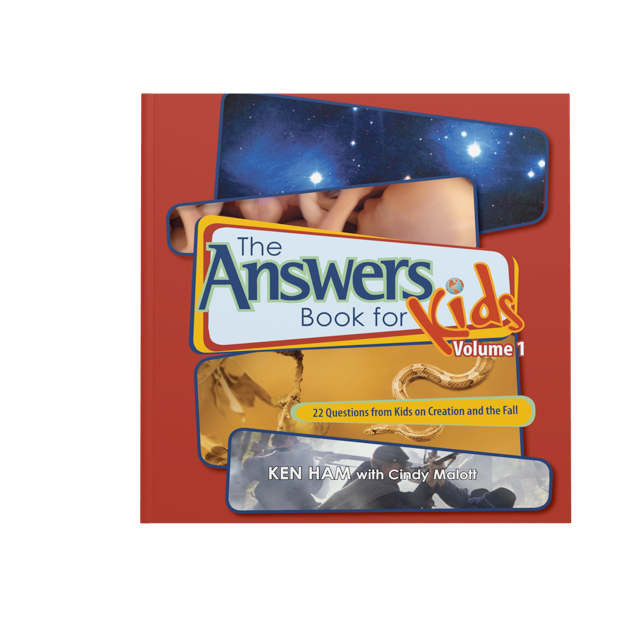 The
Answers
Book for
Kids
Volume 1
22 Questions from Kids on Creation and the Fall
KEN HAM with Cindy Malott